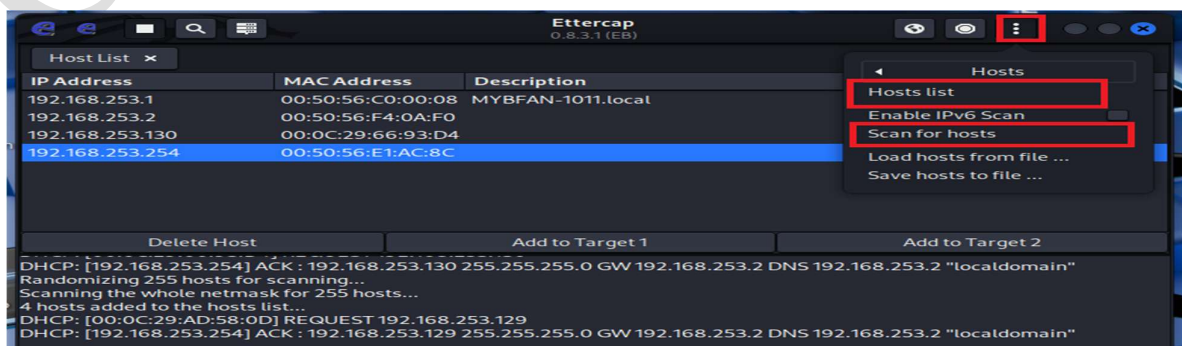 Ettercap
0.8.3.1 (EB)
Host List ×
IP Address MAC Address Description
192.168.253.1 00:50:56:C0:00:08 MYBFAN-1011.local
192.168.253.2 00:50:56:F4:0A:F0
192.168.253.130 00:0C:29:66:93:D4
192.168.253.254 00:50:56:E1:AC:8C
Hosts
Hosts list
Enable IPv6 Scan
Scan for hosts
Load hosts from file ...
Save hosts to file ...
Delete Host Add to Target 1 Add to Target 2
DHCP: [192.168.253.254] ACK : 192.168.253.130 255.255.255.0 GW 192.168.253.2 DNS 192.168.253.2 "localdomain"
Randomizing 255 hosts for scanning...
Scanning the whole netmask for 255 hosts...
4 hosts added to the hosts list...
DHCP: [00:0C:29:AD:58:0D] REQUEST 192.168.253.129
DHCP: [192.168.253.254] ACK : 192.168.253.129 255.255.255.0 GW 192.168.253.2 DNS 192.168.253.2 "localdomain"